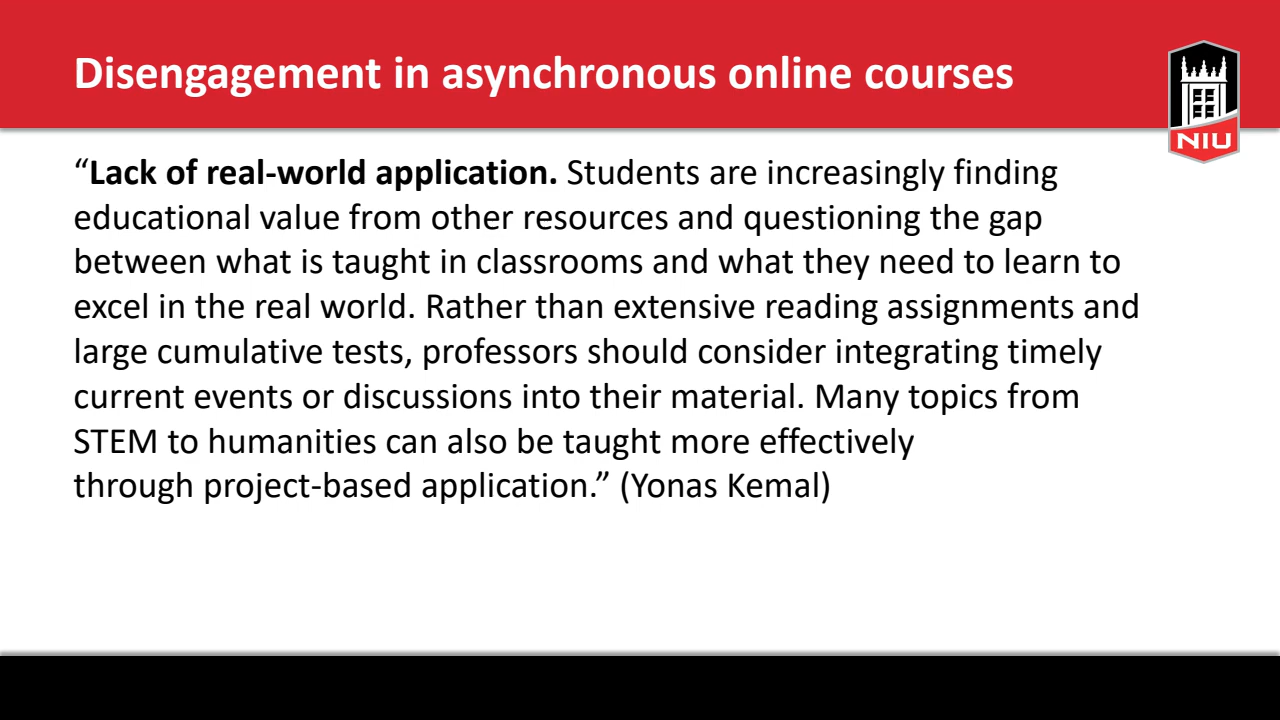 Disengagement in asynchronous online courses
NIU
“Lack of real-world application. Students are increasingly finding
educational value from other resources and questioning the gap
between what is taught in classrooms and what they need to learn to
excel in the real world. Rather than extensive reading assignments and
large cumulative tests, professors should consider integrating timely
current events or discussions into their material. Many topics from
STEM to humanities can also be taught more effectively
through project-based application.” (Yonas Kemal)